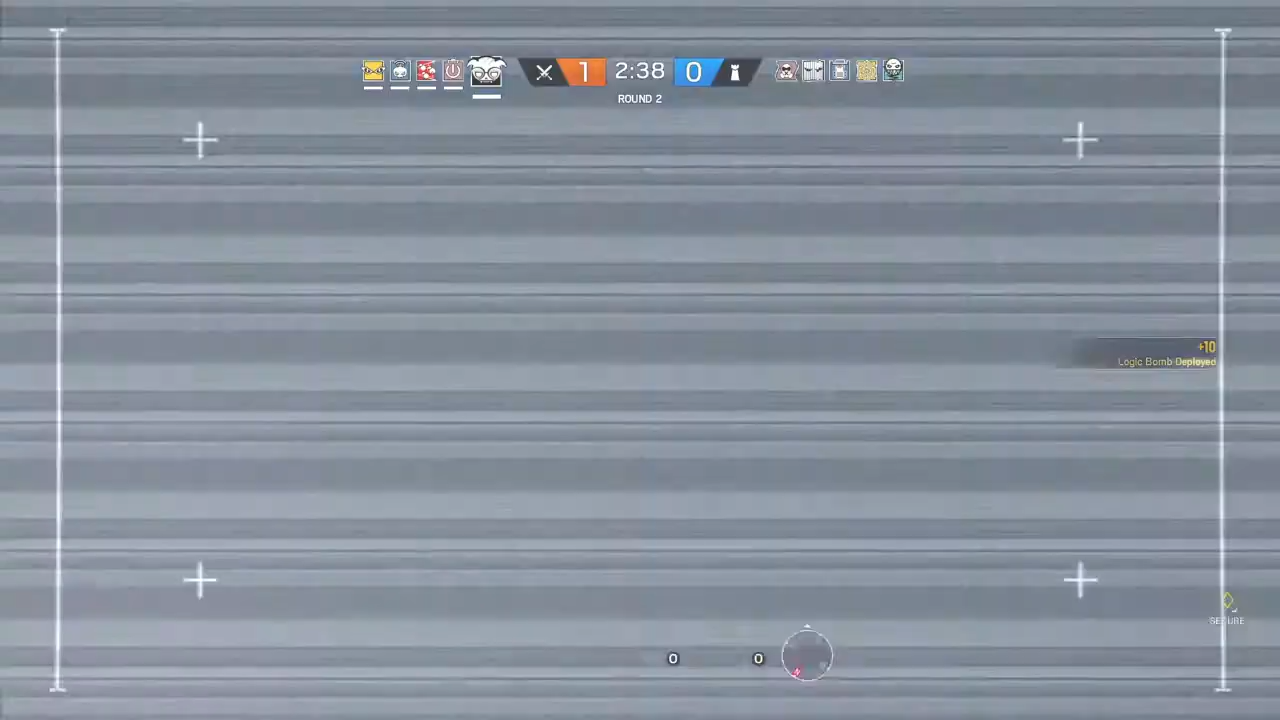 1 2:38 0
ROUND 2
+10
Logic Bomb Deployed
SECURE
0 0